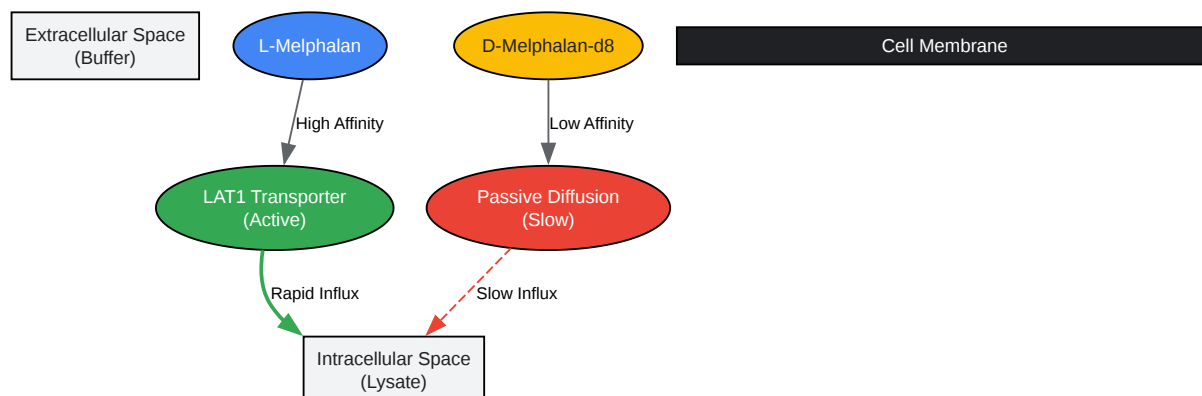 Extracellular Space
(Buffer)
L-Melphalan
D-Melphalan-d8
Cell Membrane
High Affinity
Low Affinity
LAT1 Transporter
(Active)
Passive Diffusion
(Slow)
Rapid Influx
Slow Influx
Intracellular Space
(Lysate)